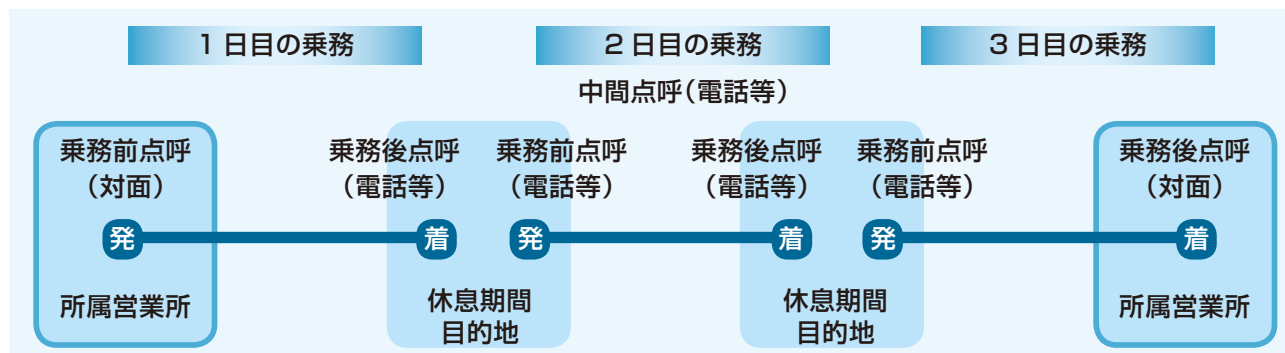 1日目の乗務
2日目の乗務
3日目の乗務
中間点呼(電話等)
乗務前点呼
(対面)
乗務後点呼
(電話等)
乗務前点呼
(電話等)
乗務後点呼
(電話等)
乗務前点呼
(電話等)
乗務後点呼
(対面)
発
着
発
着
発
着
所属営業所
休息期間
目的地
休息期間
目的地
所属営業所